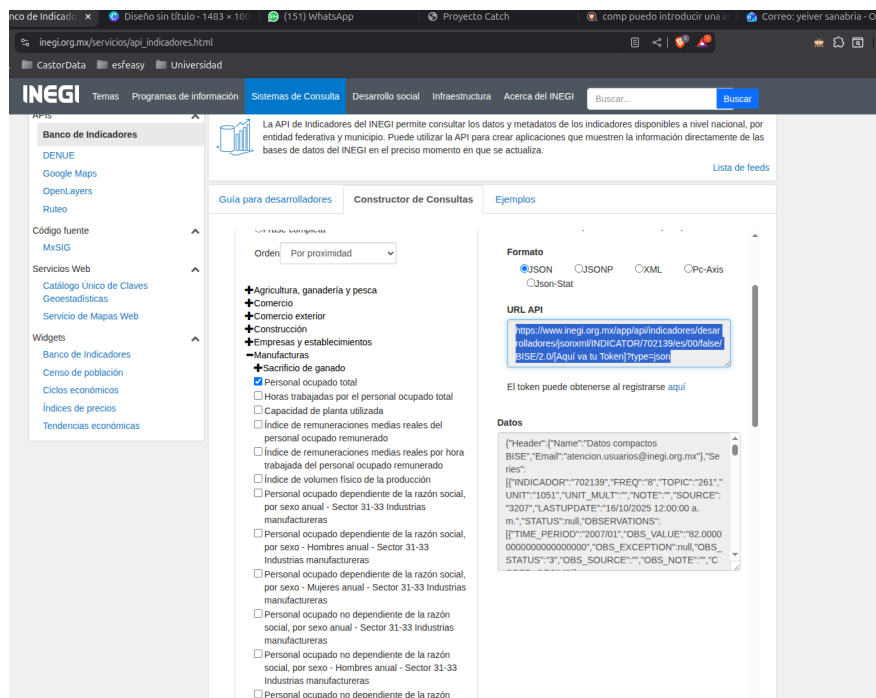 nco de Indicado
Diseño sin título - 1483 × 100
(151) WhatsApp
Proyecto Catch
comp puedo introducir una in
Correo: yeiver sanabria - O
inegi.org.mx/servicios/api_indicadores.html
CastorData
esfeasy
Universidad
INEGI
Temas
Programas de información
Sistemas de Consulta
Desarrollo social
Infraestructura
Acerca del INEGI
Buscar...
Buscar
APIs
Banco de Indicadores
DENUE
Google Maps
OpenLayers
Ruteo
Código fuente
MxSIG
Servicios Web
Catálogo Único de Claves
Geoestadísticas
Servicio de Mapas Web
Widgets
Banco de Indicadores
Censo de población
Ciclos económicos
Índices de precios
Tendencias económicas
La API de Indicadores del INEGI permite consultar los datos y metadatos de los indicadores disponibles a nivel nacional, por
entidad federativa y municipio. Puede utilizar la API para crear aplicaciones que muestren la información directamente de las
bases de datos del INEGI en el preciso momento en que se actualiza.
Lista de feeds
Guía para desarrolladores
Constructor de Consultas
Ejemplos
Frase completa
Orden
Por proximidad
Agricultura, ganadería y pesca
Comercio
Comercio exterior
Construcción
Empresas y establecimientos
Manufacturas
Sacrificio de ganado
Personal ocupado total
Horas trabajadas por el personal ocupado total
Capacidad de planta utilizada
Índice de remuneraciones medias reales del
personal ocupado remunerado
Índice de remuneraciones medias reales por hora
trabajada del personal ocupado remunerado
Índice de volumen físico de la producción
Personal ocupado dependiente de la razón social,
por sexo anual - Sector 31-33 Industrias
manufactureras
Personal ocupado dependiente de la razón social,
por sexo - Hombres anual - Sector 31-33
Industrias manufactureras
Personal ocupado dependiente de la razón social,
por sexo - Mujeres anual - Sector 31-33 Industrias
manufactureras
Personal ocupado no dependiente de la razón
social, por sexo anual - Sector 31-33 Industrias
manufactureras
Personal ocupado no dependiente de la razón
social, por sexo - Hombres anual - Sector 31-33
Industrias manufactureras
Personal ocupado no dependiente de la razón
Formato
JSON
JSONP
XML
Pc-Axis
Json-Stat
URL API
https://www.inegi.org.mx/app/api/indicadores/desar
rolladores/jsonxml/INDICATOR/702139/es/00/false/
BISE/2.0/[Aquí va tu Token]?type=json
El token puede obtenerse al registrarse aquí
Datos
{"Header":{"Name":"Datos compactos
BISE","Email":"atencion.usuarios@inegi.org.mx"},"Se
ries":
[{"INDICADOR":"702139","FREQ":"8","TOPIC":"261","
UNIT":"1051","UNIT_MULT":"","NOTE":"","SOURCE":
"3207","LASTUPDATE":"16/10/2025 12:00:00 a.
m.","STATUS":null,"OBSERVATIONS":
[{"TIME_PERIOD":"2007/01","OBS_VALUE":"82.0000
0000000000000000","OBS_EXCEPTION":null,"OBS_
STATUS":"3","OBS_SOURCE":"","OBS_NOTE":"","C